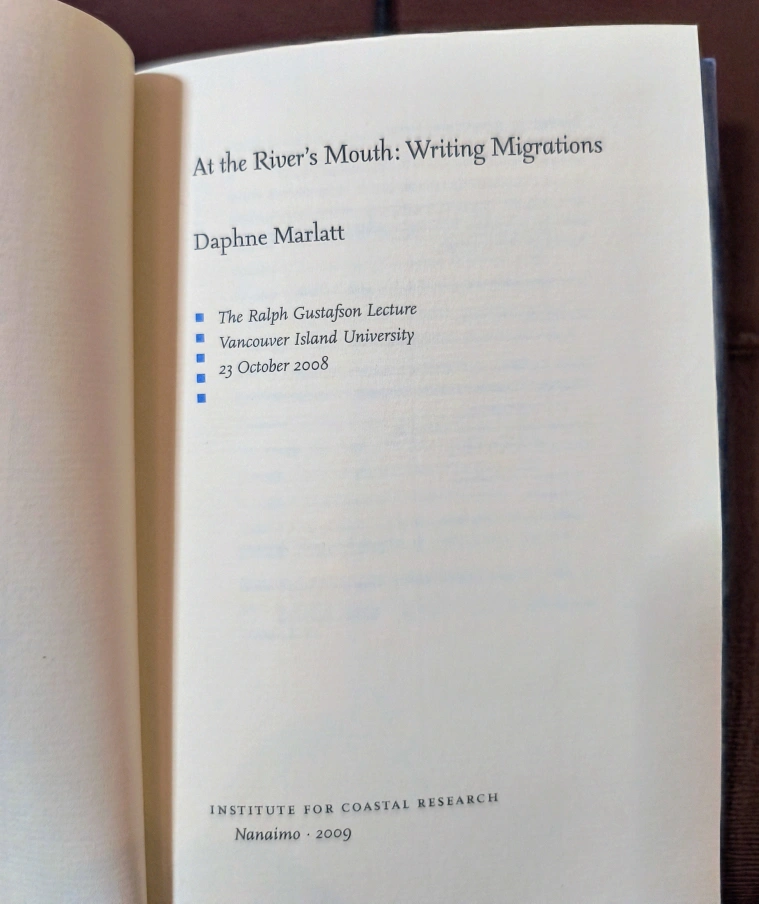 At the River's Mouth: Writing Migrations
Daphne Marlatt
The Ralph Gustafson Lecture
Vancouver Island University
23 October 2008
INSTITUTE FOR COASTAL RESEARCH
Nanaimo · 2009